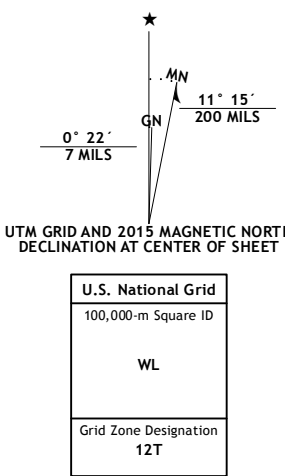 ★
MN
GN
11° 15´
200 MILS
0° 22´
7 MILS
UTM GRID AND 2015 MAGNETIC NORTH
DECLINATION AT CENTER OF SHEET
U.S. National Grid
100,000-m Square ID
WL
Grid Zone Designation
12T